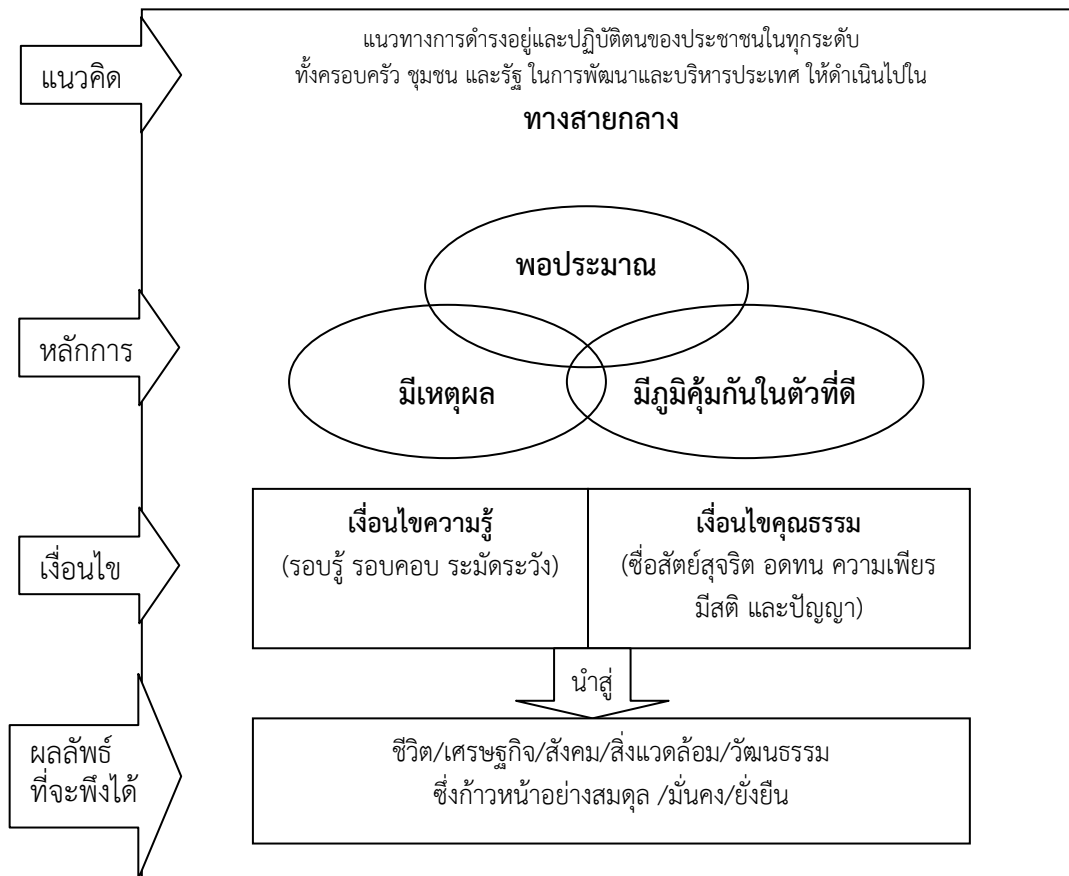 แนวคิด
แนวทางการดำรงอยู่และปฏิบัติตนของประชาชนในทุกระดับ
ทั้งครอบครัว ชุมชน และรัฐ ในการพัฒนาและบริหารประเทศ ให้ดำเนินไปใน
ทางสายกลาง
หลักการ
พอประมาณ
มีเหตุผล
มีภูมิคุ้มกันในตัวที่ดี
เงื่อนไข
เงื่อนไขความรู้
(รอบรู้ รอบคอบ ระมัดระวัง)
เงื่อนไขคุณธรรม
(ซื่อสัตย์สุจริต อดทน ความเพียร
มีสติ และปัญญา)
นำสู่
ผลลัพธ์
ที่จะพึงได้
ชีวิต/เศรษฐกิจ/สังคม/สิ่งแวดล้อม/วัฒนธรรม
ซึ่งก้าวหน้าอย่างสมดุล /มั่นคง/ยั่งยืน